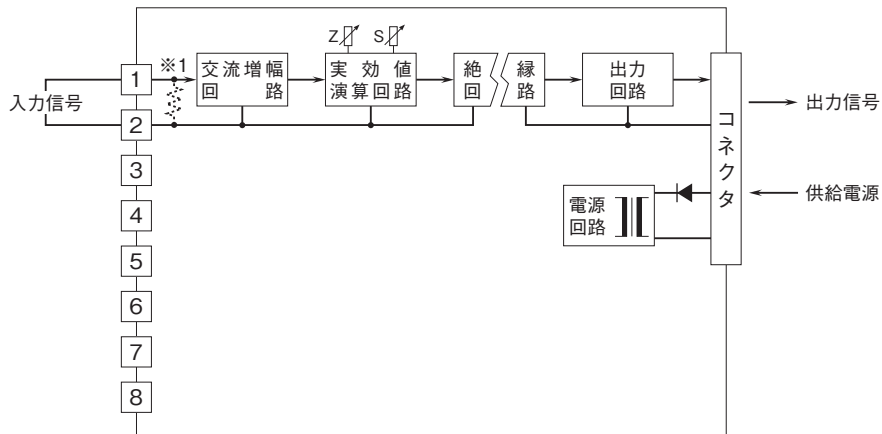 Z S
※1
1
交流増幅
回路
実効値
演算回路
絶縁
回路
出力
回路
入力信号
2
コネクタ
出力信号
3
電源
回路
供給電源
4
5
6
7
8